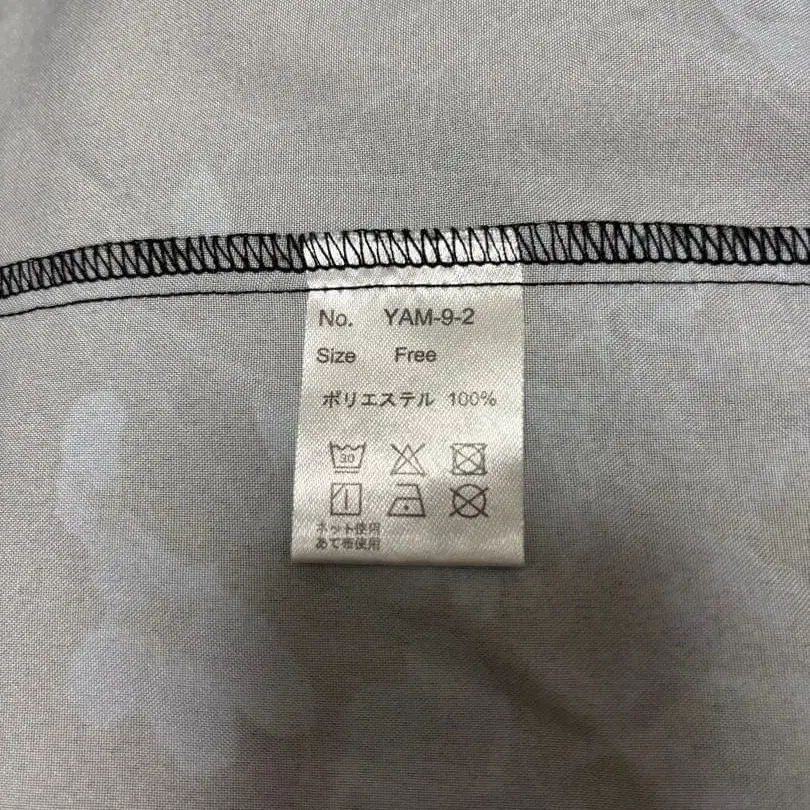 No. YAM-9-2
Size Free
ポリエステル 100%
30
ネット使用
あて布使用